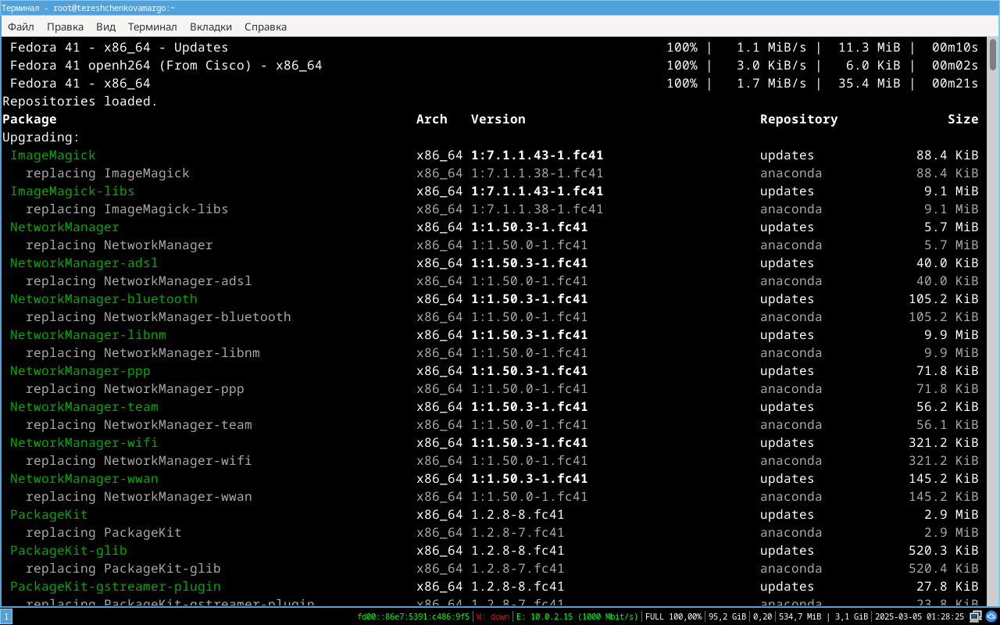 Терминал - root@tereshchenkovamargo:~
Файл Правка Вид Терминал Вкладки Справка
Fedora 41 - x86_64 - Updates 100% | 1.1 MiB/s | 11.3 MiB | 00m10s
Fedora 41 openh264 (From Cisco) - x86_64 100% | 3.0 KiB/s | 6.0 KiB | 00m02s
Fedora 41 - x86_64 100% | 1.7 MiB/s | 35.4 MiB | 00m21s
Repositories loaded.
Package Arch Version Repository Size
Upgrading:
ImageMagick x86_64 1:7.1.1.43-1.fc41 updates 88.4 KiB
replacing ImageMagick x86_64 1:7.1.1.38-1.fc41 anaconda 88.4 KiB
ImageMagick-libs x86_64 1:7.1.1.43-1.fc41 updates 9.1 MiB
replacing ImageMagick-libs x86_64 1:7.1.1.38-1.fc41 anaconda 9.1 MiB
NetworkManager x86_64 1:1.50.3-1.fc41 updates 5.7 MiB
replacing NetworkManager x86_64 1:1.50.0-1.fc41 anaconda 5.7 MiB
NetworkManager-adsl x86_64 1:1.50.3-1.fc41 updates 40.0 KiB
replacing NetworkManager-adsl x86_64 1:1.50.0-1.fc41 anaconda 40.0 KiB
NetworkManager-bluetooth x86_64 1:1.50.3-1.fc41 updates 105.2 KiB
replacing NetworkManager-bluetooth x86_64 1:1.50.0-1.fc41 anaconda 105.2 KiB
NetworkManager-libnm x86_64 1:1.50.3-1.fc41 updates 9.9 MiB
replacing NetworkManager-libnm x86_64 1:1.50.0-1.fc41 anaconda 9.9 MiB
NetworkManager-ppp x86_64 1:1.50.3-1.fc41 updates 71.8 KiB
replacing NetworkManager-ppp x86_64 1:1.50.0-1.fc41 anaconda 71.8 KiB
NetworkManager-team x86_64 1:1.50.3-1.fc41 updates 56.2 KiB
replacing NetworkManager-team x86_64 1:1.50.0-1.fc41 anaconda 56.1 KiB
NetworkManager-wifi x86_64 1:1.50.3-1.fc41 updates 321.2 KiB
replacing NetworkManager-wifi x86_64 1:1.50.0-1.fc41 anaconda 321.2 KiB
NetworkManager-wwan x86_64 1:1.50.3-1.fc41 updates 145.2 KiB
replacing NetworkManager-wwan x86_64 1:1.50.0-1.fc41 anaconda 145.2 KiB
PackageKit x86_64 1.2.8-8.fc41 updates 2.9 MiB
replacing PackageKit x86_64 1.2.8-7.fc41 anaconda 2.9 MiB
PackageKit-glib x86_64 1.2.8-8.fc41 updates 520.3 KiB
replacing PackageKit-glib x86_64 1.2.8-7.fc41 anaconda 520.4 KiB
PackageKit-gstreamer-plugin x86_64 1.2.8-8.fc41 updates 27.8 KiB
replacing PackageKit-gstreamer-plugin x86_64 1.2.8-7.fc41 anaconda 23.8 KiB
1 fd00::86e7:5391:c486:9f5 | W: down | E: 10.0.2.15 (1000 Mbit/s) | FULL 100,00% | 95,2 GiB | 0,20 | 534,7 MiB | 3,1 GiB | 2025-03-05 01:28:25